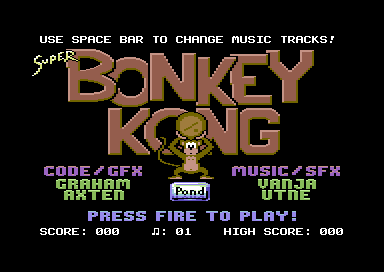 USE SPACE BAR TO CHANGE MUSIC TRACKS!
SUPER
BONKEY
KONG
CODE/GFX MUSIC/SFX
GRAHAM VANJA
AXTEN UTNE
Pond
PRESS FIRE TO PLAY!
SCORE: 000 ♫: 01 HIGH SCORE: 000